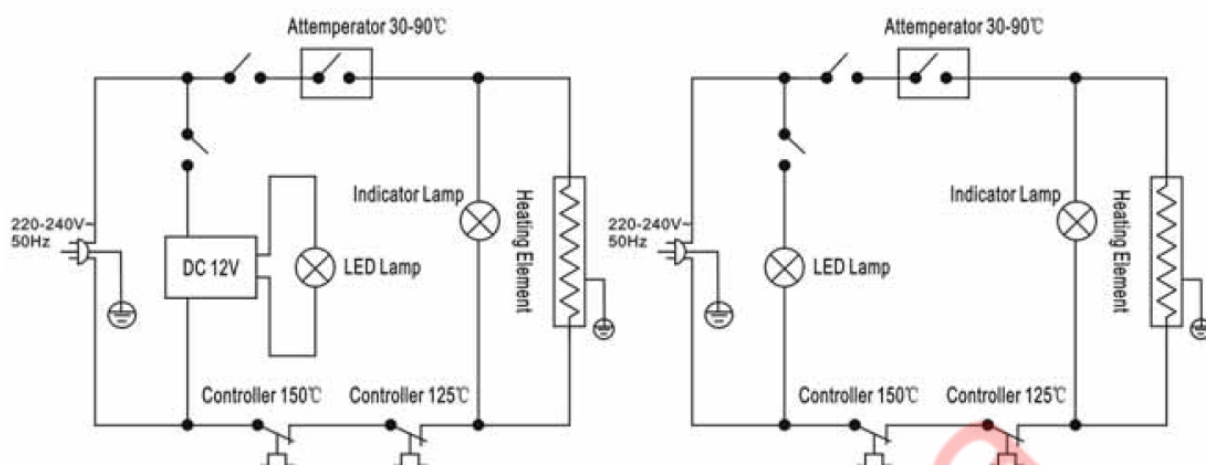 Attemperator 30-90℃
Indicator Lamp
Heating Element
220-240V~
50Hz
DC 12V
LED Lamp
Controller 150℃
Controller 125℃
Attemperator 30-90℃
Indicator Lamp
Heating Element
220-240V~
50Hz
LED Lamp
Controller 150℃
Controller 125℃